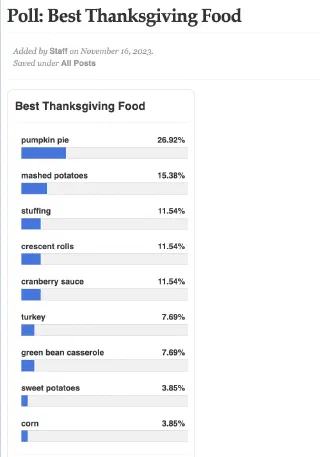 Poll: Best Thanksgiving Food
Added by Staff on November 16, 2023.
Saved under All Posts
Best Thanksgiving Food
pumpkin pie 26.92%
mashed potatoes 15.38%
stuffing 11.54%
crescent rolls 11.54%
cranberry sauce 11.54%
turkey 7.69%
green bean casserole 7.69%
sweet potatoes 3.85%
corn 3.85%